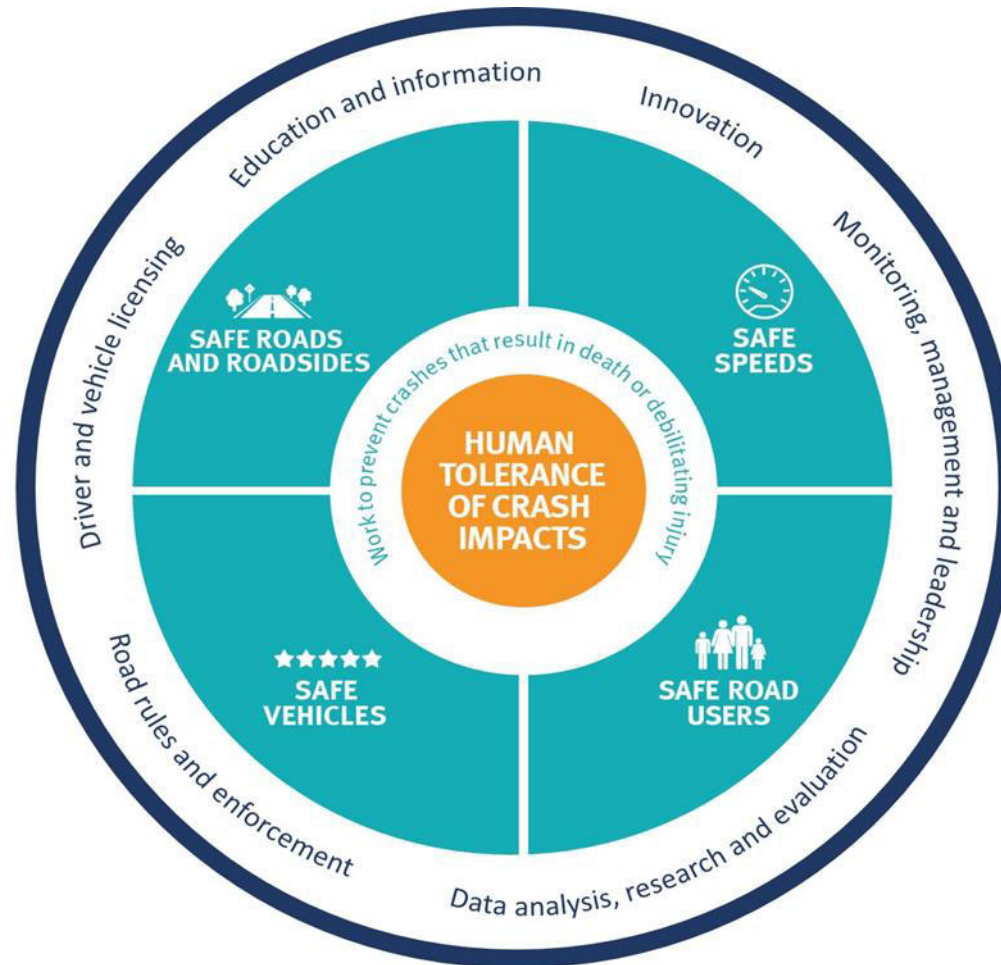 Education and information
Innovation
Monitoring, management and leadership
Data analysis, research and evaluation
Road rules and enforcement
Driver and vehicle licensing
SAFE ROADS
AND ROADSIDES
SAFE
SPEEDS
Work to prevent crashes that result in death or debilitating injury
HUMAN
TOLERANCE
OF CRASH
IMPACTS
SAFE
VEHICLES
SAFE ROAD
USERS